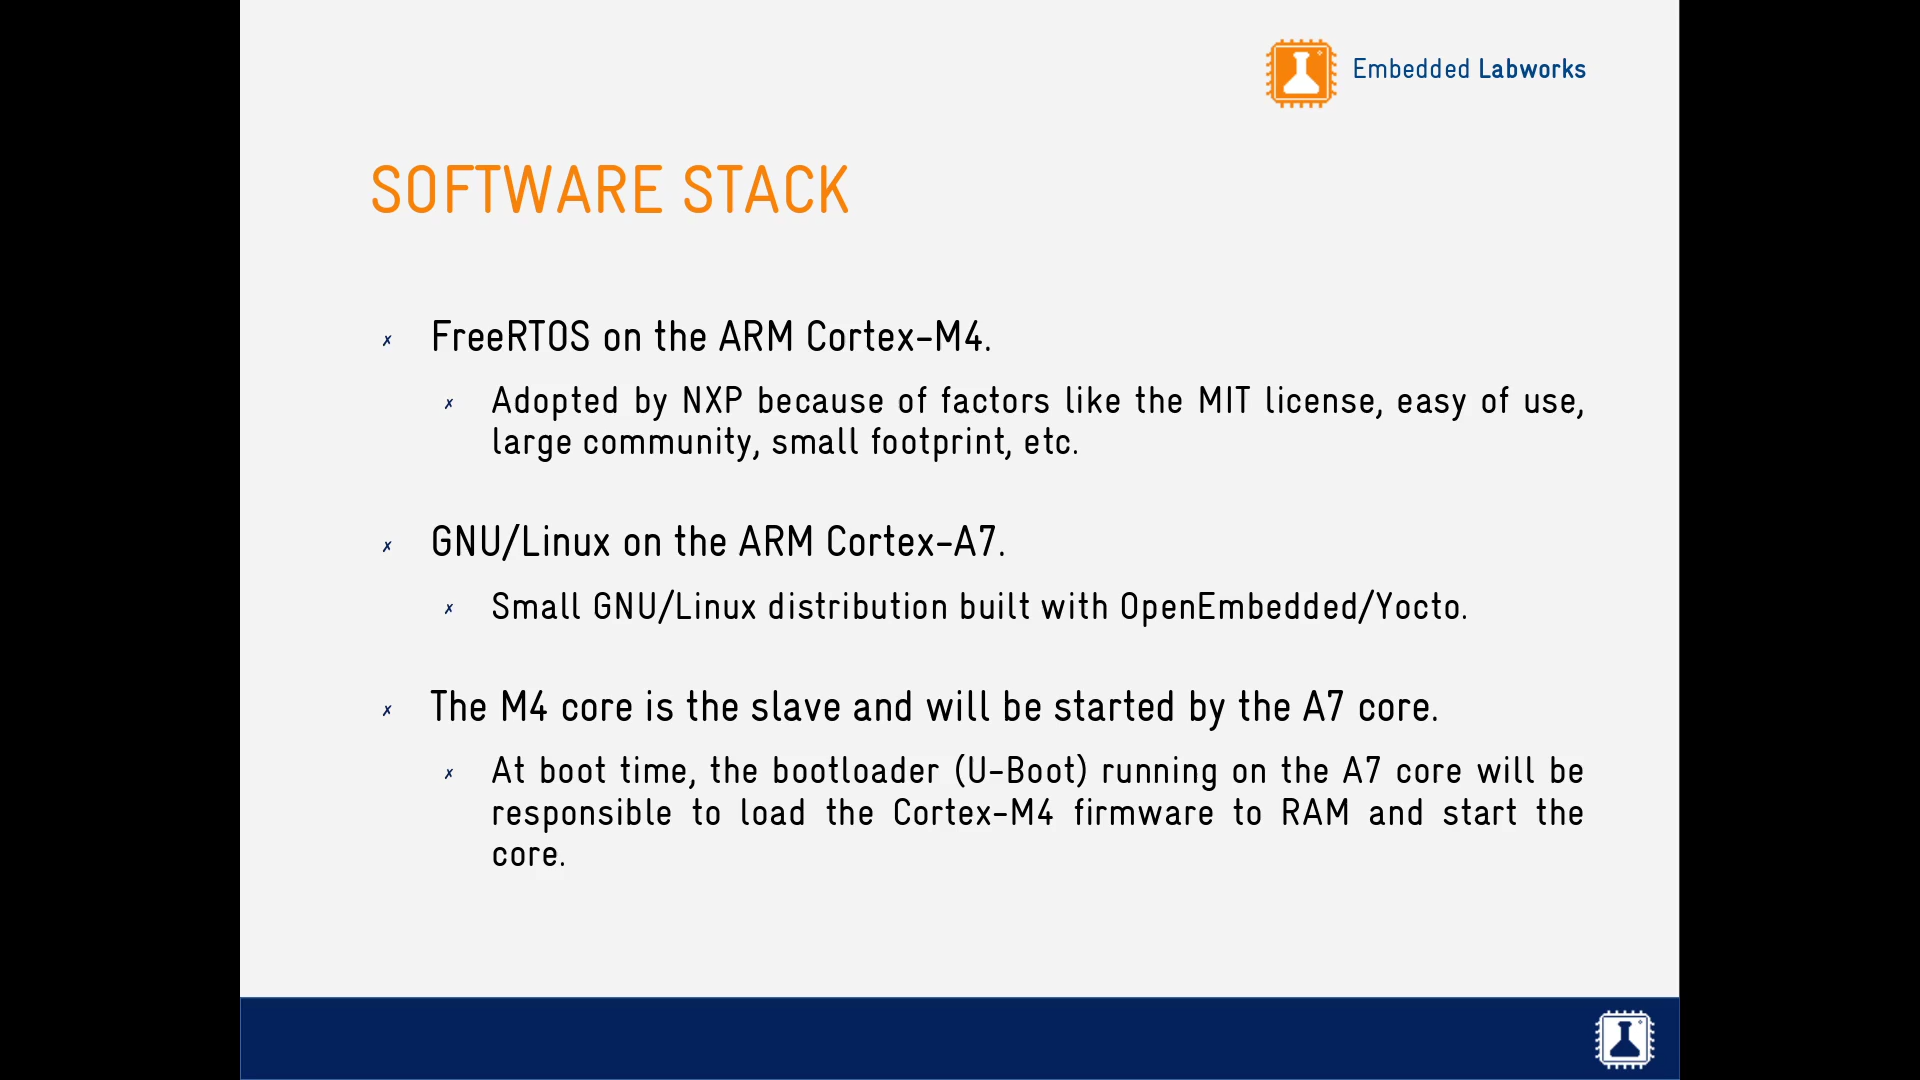 Embedded Labworks
SOFTWARE STACK
✗ FreeRTOS on the ARM Cortex-M4.
✗ Adopted by NXP because of factors like the MIT license, easy of use,
large community, small footprint, etc.
✗ GNU/Linux on the ARM Cortex-A7.
✗ Small GNU/Linux distribution built with OpenEmbedded/Yocto.
✗ The M4 core is the slave and will be started by the A7 core.
✗ At boot time, the bootloader (U-Boot) running on the A7 core will be
responsible to load the Cortex-M4 firmware to RAM and start the
core.